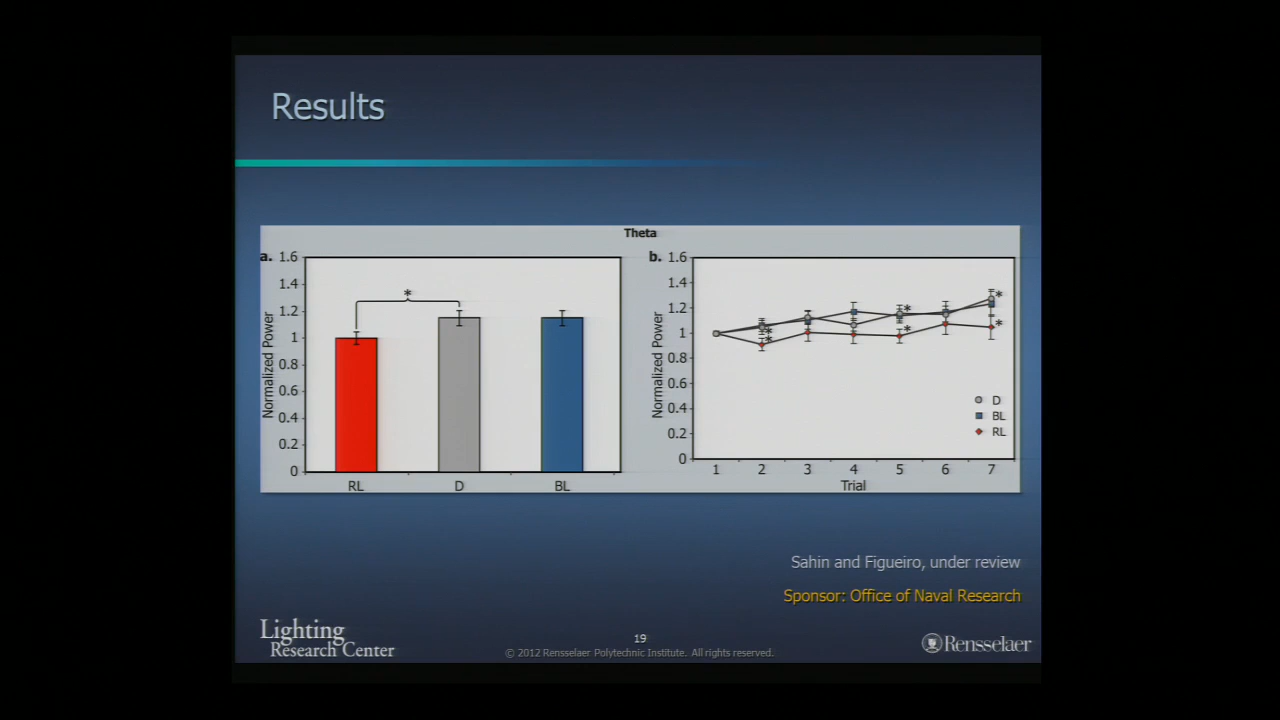 Results
Theta
a.
1.6
1.4
1.2
1
0.8
0.6
0.4
0.2
0
Normalized Power
*
RL
D
BL
b.
1.6
1.4
1.2
1
0.8
0.6
0.4
0.2
0
Normalized Power
*
*
*
*
*
*
D
BL
RL
1 2 3 4 5 6 7
Trial
Sahin and Figueiro, under review
Sponsor: Office of Naval Research
Lighting
Research Center
19
© 2012 Rensselaer Polytechnic Institute. All rights reserved.
Rensselaer